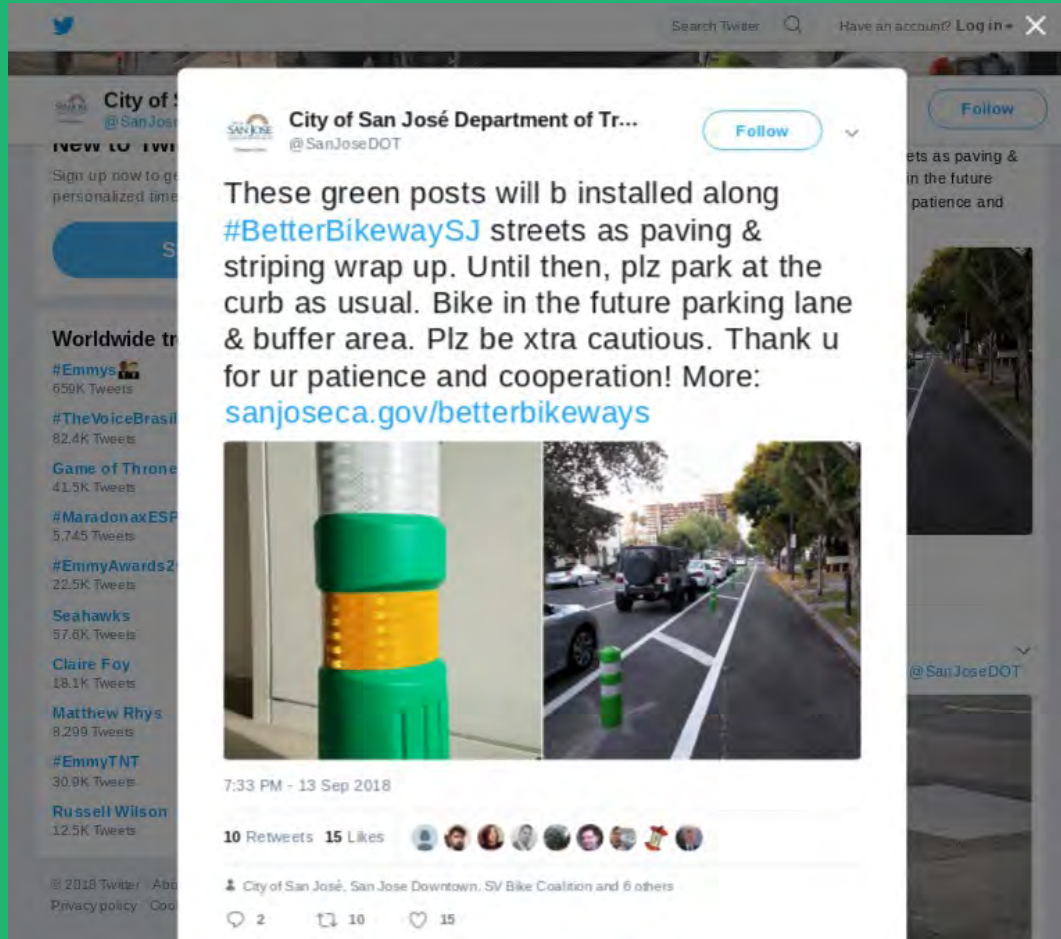 Search Twitter
Have an account? Log in
City of S
@SanJos
Follow
New to Twi
Sign up now to ge
personalized time
S
Worldwide tr
#Emmys
659K Tweets
#TheVoiceBrasil
82.4K Tweets
Game of Throne
41.5K Tweets
#MaradonaxESP
5,745 Tweets
#EmmyAwards2
22.5K Tweets
Seahawks
57.6K Tweets
Claire Foy
18.1K Tweets
Matthew Rhys
8,299 Tweets
#EmmyTNT
30.9K Tweets
Russell Wilson
12.5K Tweets
© 2018 Twitter Abo
Privacy policy Coo
SAN JOSE
City of San José Department of Tr...
@SanJoseDOT
Follow
These green posts will b installed along
#BetterBikewaySJ streets as paving &
striping wrap up. Until then, plz park at the
curb as usual. Bike in the future parking lane
& buffer area. Plz be xtra cautious. Thank u
for ur patience and cooperation! More:
sanjoseca.gov/betterbikeways
7:33 PM - 13 Sep 2018
10 Retweets 15 Likes
City of San José, San Jose Downtown, SV Bike Coalition and 6 others
2 10 15
ets as paving &
in the future
patience and
@SanJoseDOT